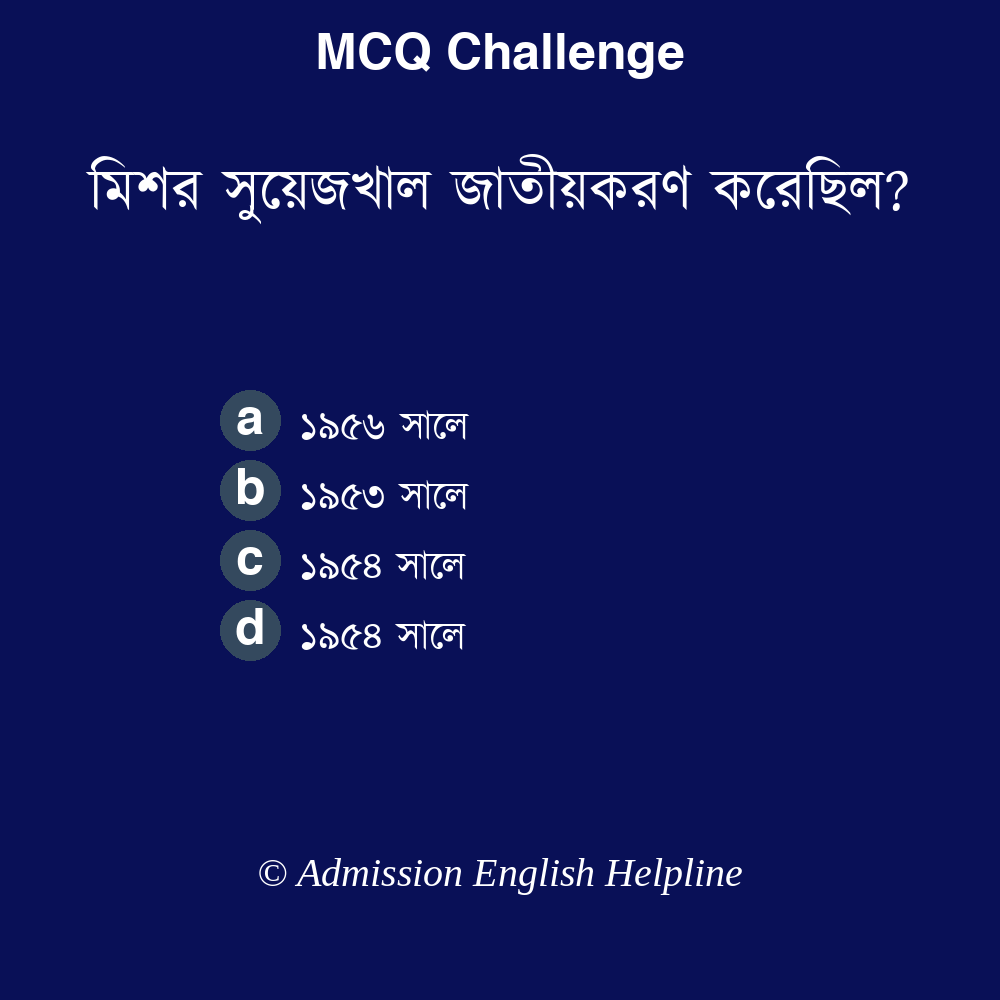 MCQ Challenge
মিশর সুয়েজখাল জাতীয়করণ করেছিল?
a ১৯৫৬ সালে
b ১৯৫৩ সালে
c ১৯৫৪ সালে
d ১৯৫৪ সালে
© Admission English Helpline